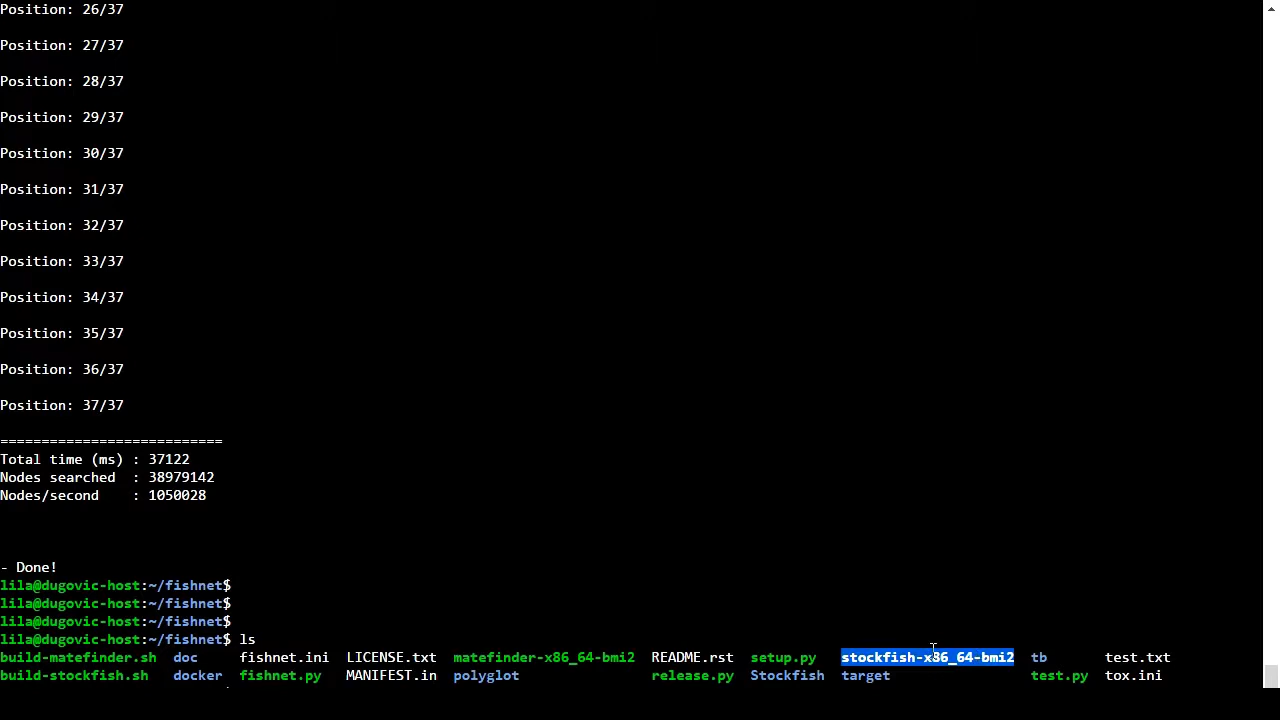 Position: 26/37
Position: 27/37
Position: 28/37
Position: 29/37
Position: 30/37
Position: 31/37
Position: 32/37
Position: 33/37
Position: 34/37
Position: 35/37
Position: 36/37
Position: 37/37
===========================
Total time (ms) : 37122
Nodes searched  : 38979142
Nodes/second    : 1050028
- Done!
lila@dugovic-host:~/fishnet$
lila@dugovic-host:~/fishnet$
lila@dugovic-host:~/fishnet$
lila@dugovic-host:~/fishnet$ ls
build-matefinder.sh  doc     fishnet.ini  LICENSE.txt  matefinder-x86_64-bmi2  README.rst  setup.py   stockfish-x86_64-bmi2  tb       test.txt
build-stockfish.sh   docker  fishnet.py   MANIFEST.in  polyglot                release.py  Stockfish  target                 test.py  tox.ini